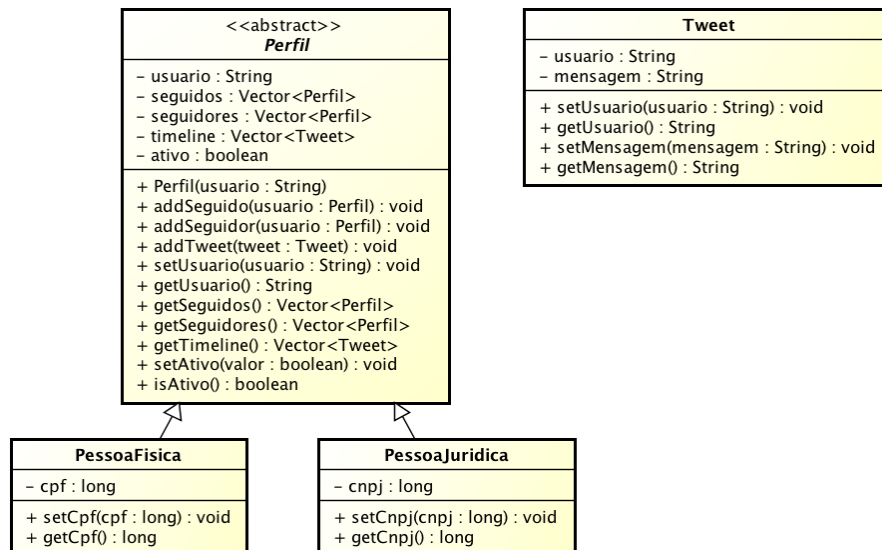 <<abstract>>
Perfil
– usuario : String
– seguidos : Vector<Perfil>
– seguidores : Vector<Perfil>
– timeline : Vector<Tweet>
– ativo : boolean
+ Perfil(usuario : String)
+ addSeguido(usuario : Perfil) : void
+ addSeguidor(usuario : Perfil) : void
+ addTweet(tweet : Tweet) : void
+ setUsuario(usuario : String) : void
+ getUsuario() : String
+ getSeguidos() : Vector<Perfil>
+ getSeguidores() : Vector<Perfil>
+ getTimeline() : Vector<Tweet>
+ setAtivo(valor : boolean) : void
+ isAtivo() : boolean
Tweet
– usuario : String
– mensagem : String
+ setUsuario(usuario : String) : void
+ getUsuario() : String
+ setMensagem(mensagem : String) : void
+ getMensagem() : String
PessoaFisica
– cpf : long
+ setCpf(cpf : long) : void
+ getCpf() : long
PessoaJuridica
– cnpj : long
+ setCnpj(cnpj : long) : void
+ getCnpj() : long